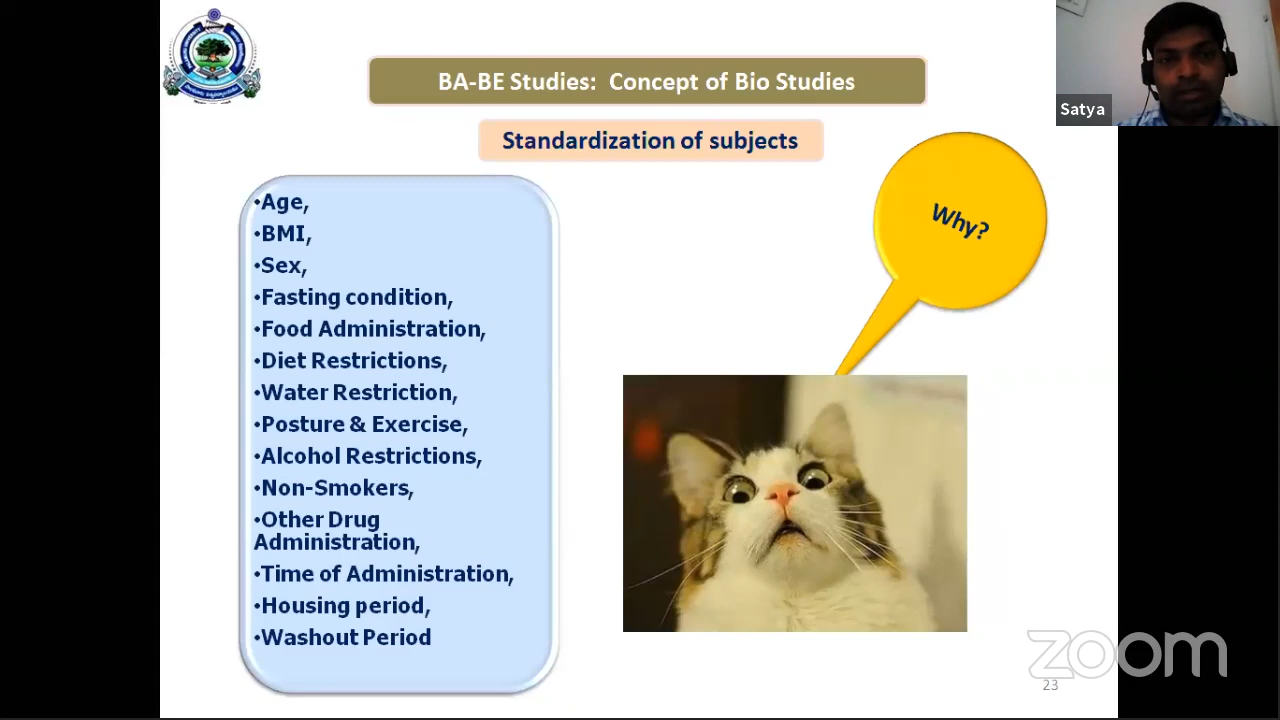 BA-BE Studies: Concept of Bio Studies
Satya
Standardization of subjects
•Age,
•BMI,
•Sex,
•Fasting condition,
•Food Administration,
•Diet Restrictions,
•Water Restriction,
•Posture & Exercise,
•Alcohol Restrictions,
•Non-Smokers,
•Other Drug
Administration,
•Time of Administration,
•Housing period,
•Washout Period
Why?
zoom
23